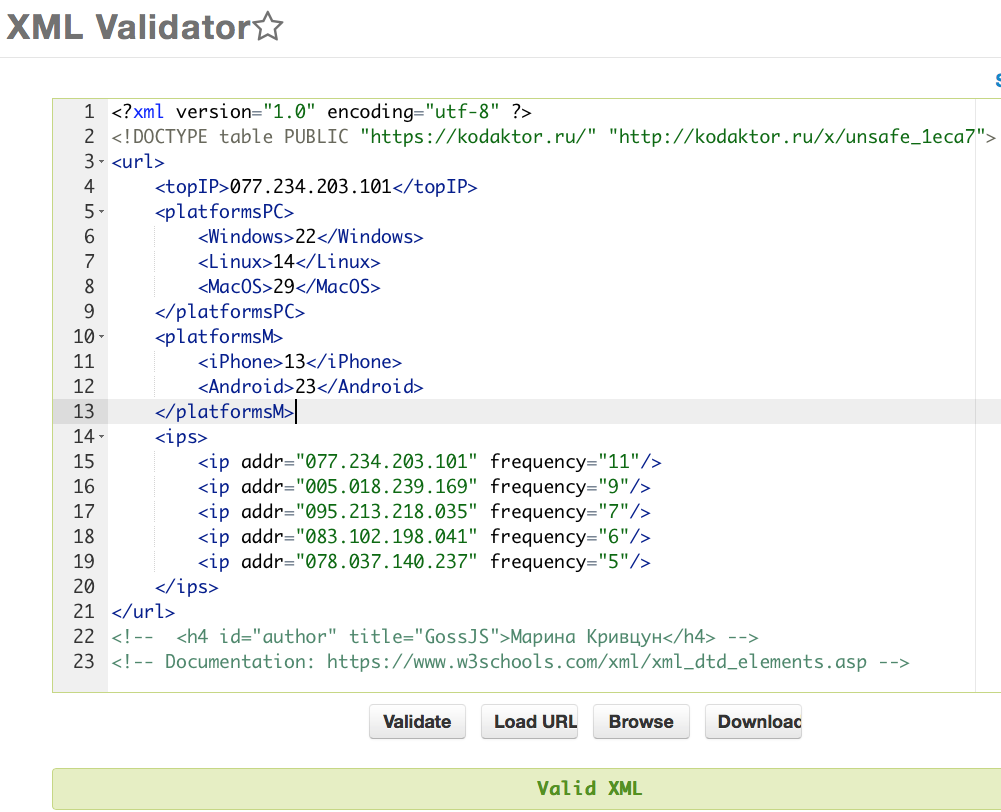 XML Validator
1 <?xml version="1.0" encoding="utf-8" ?>
2 <!DOCTYPE table PUBLIC "https://kodaktor.ru/" "http://kodaktor.ru/x/unsafe_1eca7">
3 <url>
4 <topIP>077.234.203.101</topIP>
5 <platformsPC>
6 <Windows>22</Windows>
7 <Linux>14</Linux>
8 <MacOS>29</MacOS>
9 </platformsPC>
10 <platformsM>
11 <iPhone>13</iPhone>
12 <Android>23</Android>
13 </platformsM>
14 <ips>
15 <ip addr="077.234.203.101" frequency="11"/>
16 <ip addr="005.018.239.169" frequency="9"/>
17 <ip addr="095.213.218.035" frequency="7"/>
18 <ip addr="083.102.198.041" frequency="6"/>
19 <ip addr="078.037.140.237" frequency="5"/>
20 </ips>
21 </url>
22 <!--  <h4 id="author" title="GossJS">Марина Кривцун</h4> -->
23 <!-- Documentation: https://www.w3schools.com/xml/xml_dtd_elements.asp -->
Validate Load URL Browse Download
Valid XML